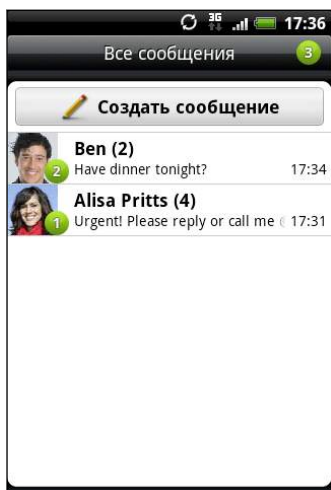 3G 17:36
Все сообщения 3
Создать сообщение
Ben (2)
2 Have dinner tonight? 17:34
Alisa Pritts (4)
1 Urgent! Please reply or call me 17:31